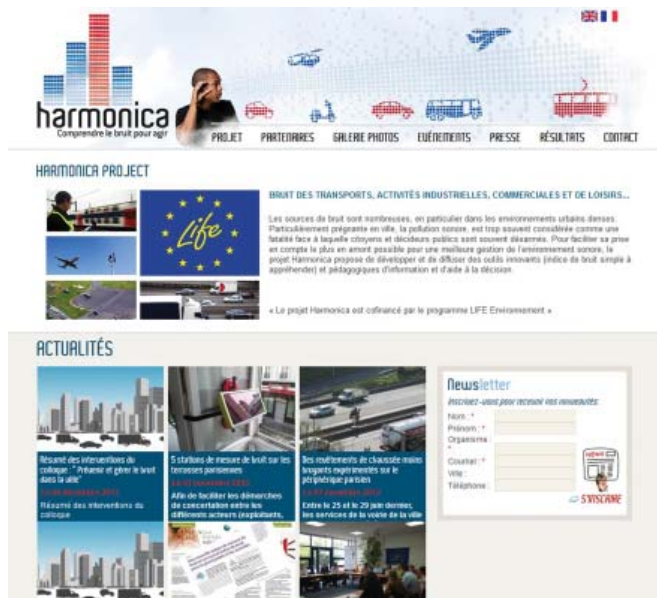 harmonica
Comprendre le bruit pour agir
PROJET PARTENAIRES GALERIE PHOTOS EVÉNEMENTS PRESSE RÉSULTATS CONTACT
HARMONICA PROJECT
Life
BRUIT DES TRANSPORTS, ACTIVITÉS INDUSTRIELLES, COMMERCIALES ET DE LOISIRS...
Les sources de bruit sont nombreuses, en particulier dans les environnements urbains denses.
Particulièrement prégnante en ville, la pollution sonore, est trop souvent considérée comme une
fatalité face à laquelle citoyens et décideurs publics sont souvent désarmés. Pour faciliter sa prise
en compte le plus en amont possible pour une meilleure gestion de l'environnement sonore, le
projet Harmonica propose de développer et de diffuser des outils innovants (indice de bruit simple à
appréhender) et pédagogiques d'information et d'aide à la décision.
« Le projet Harmonica est cofinancé par le programme LIFE Environnement »
ACTUALITÉS
Résumé des interventions du
colloque : " Prévenir et gérer le bruit
dans la ville"
Résumé des interventions du
colloque
5 stations de mesure de bruit sur les
terrasses parisiennes
Afin de faciliter les démarches
de concertation entre les
différents acteurs (exploitants,
Des revêtements de chaussée moins
bruyants expérimentés sur le
périphérique parisien
Entre le 25 et le 29 juin dernier,
les services de la voirie de la ville
Newsletter
Inscrivez-vous pour recevoir nos nouveautés:
Nom : *
Prénom : *
Organisme :
*
Courriel : *
Ville :
Téléphone :
S'INSCRIRE